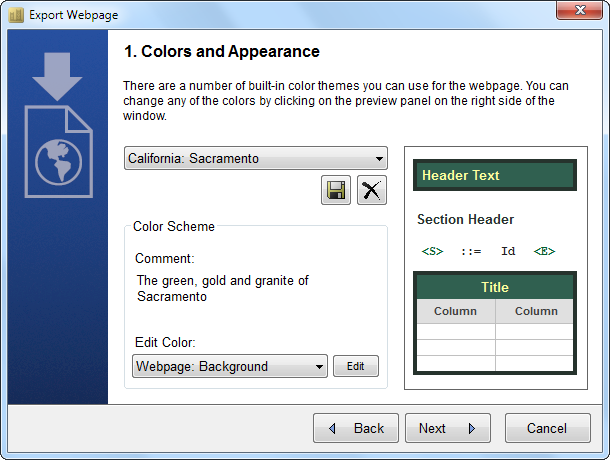 Export Webpage
1. Colors and Appearance
There are a number of built-in color themes you can use for the webpage. You can
change any of the colors by clicking on the preview panel on the right side of the
window.
California: Sacramento
Color Scheme
Comment:
The green, gold and granite of
Sacramento
Edit Color:
Webpage: Background
Edit
Header Text
Section Header
<S> ::= Id <E>
Title
Column Column
Back
Next
Cancel